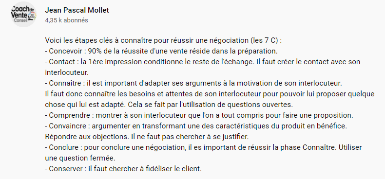 Coach
Vente
Conseil
Jean Pascal Mollet
4,35 k abonnés
Voici les étapes clés à connaître pour réussir une négociation (les 7 C) :
- Concevoir : 90% de la réussite d'une vente réside dans la préparation.
- Contact : la 1ère impression conditionne le reste de l'échange. Il faut créer le contact avec son
interlocuteur.
- Connaître : il est important d'adapter ses arguments à la motivation de son interlocuteur.
Il faut donc connaître les besoins et attentes de son interlocuteur pour pouvoir lui proposer quelque
chose qui lui est adapté. Cela se fait par l'utilisation de questions ouvertes.
- Comprendre : montrer à son interlocuteur que l'on a tout compris pour faire une proposition.
- Convaincre : argumenter en transformant une des caractéristiques du produit en bénéfice.
Répondre aux objections. Il ne faut pas chercher à se justifier.
- Conclure : pour conclure une négociation, il est important de réussir la phase Connaître. Utiliser
une question fermée.
- Conserver : Il faut chercher à fidéliser le client.